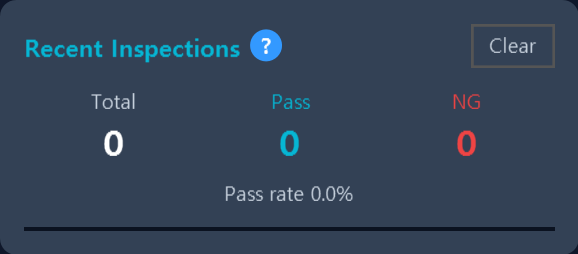 Recent Inspections ? Clear
Total Pass NG
0 0 0
Pass rate 0.0%